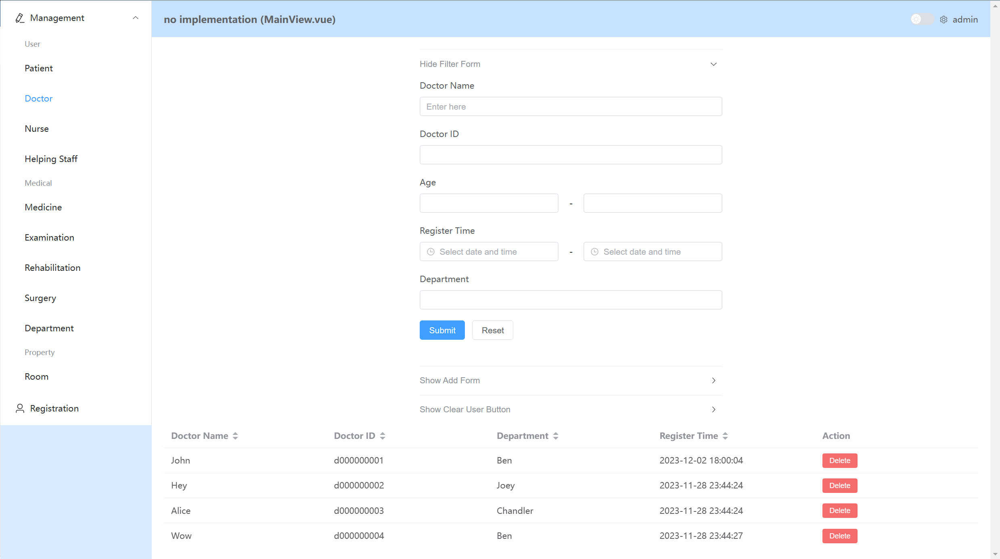 Management
User
Patient
Doctor
Nurse
Helping Staff
Medical
Medicine
Examination
Rehabilitation
Surgery
Department
Property
Room
Registration
no implementation (MainView.vue)
admin
Hide Filter Form
Doctor Name
Enter here
Doctor ID
Age
-
Register Time
Select date and time - Select date and time
Department
Submit Reset
Show Add Form
Show Clear User Button
Doctor Name Doctor ID Department Register Time Action
John d000000001 Ben 2023-12-02 18:00:04 Delete
Hey d000000002 Joey 2023-11-28 23:44:24 Delete
Alice d000000003 Chandler 2023-11-28 23:44:24 Delete
Wow d000000004 Ben 2023-11-28 23:44:27 Delete